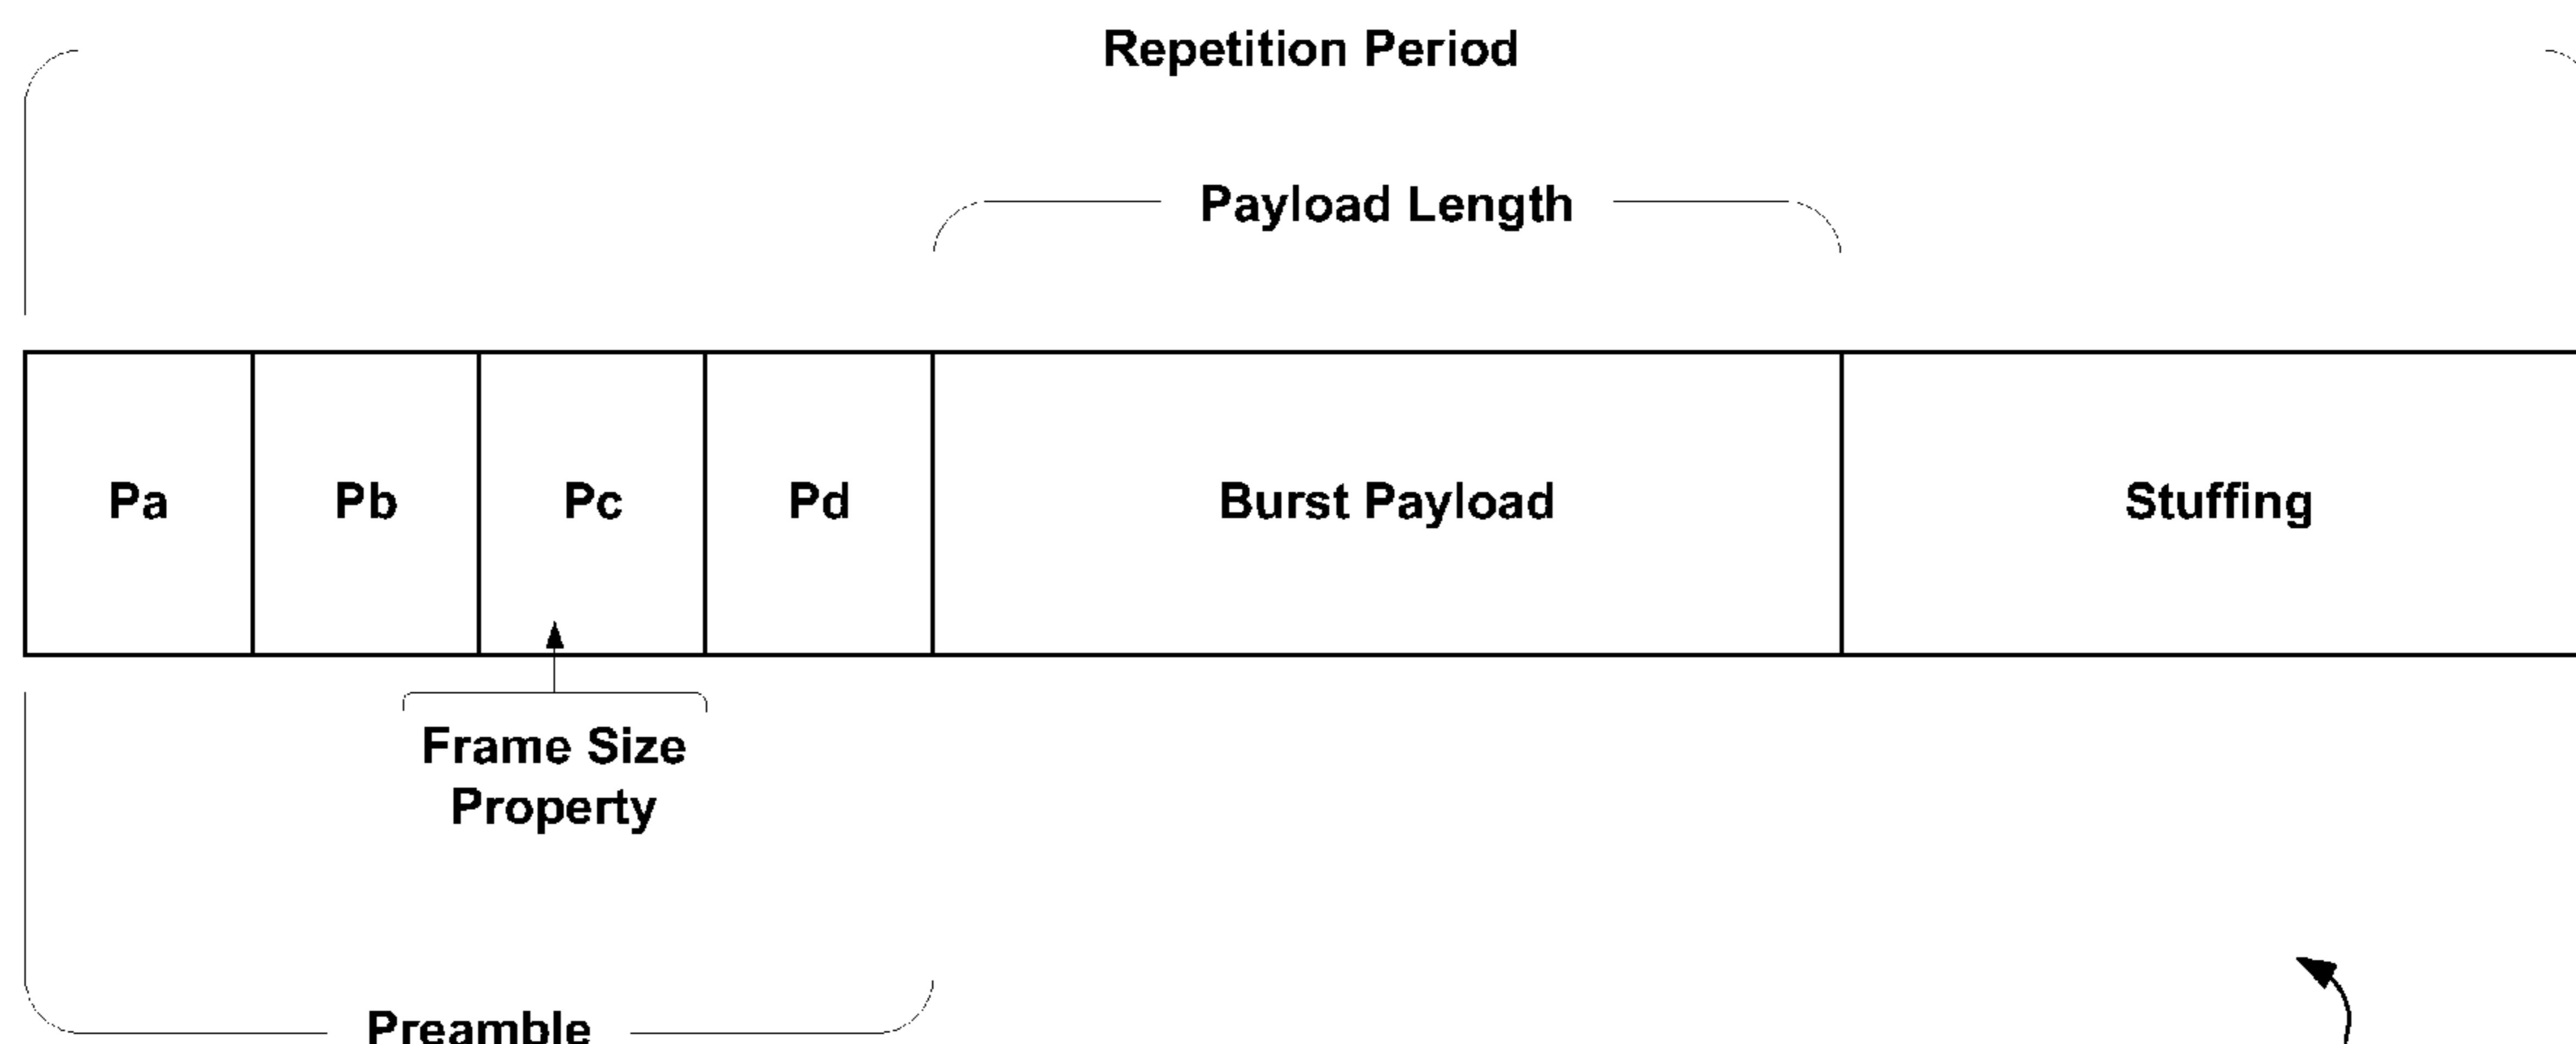 Repetition Period
Payload Length
Pa Pb Pc Pd Burst Payload Stuffing
Frame Size
Property
Preamble